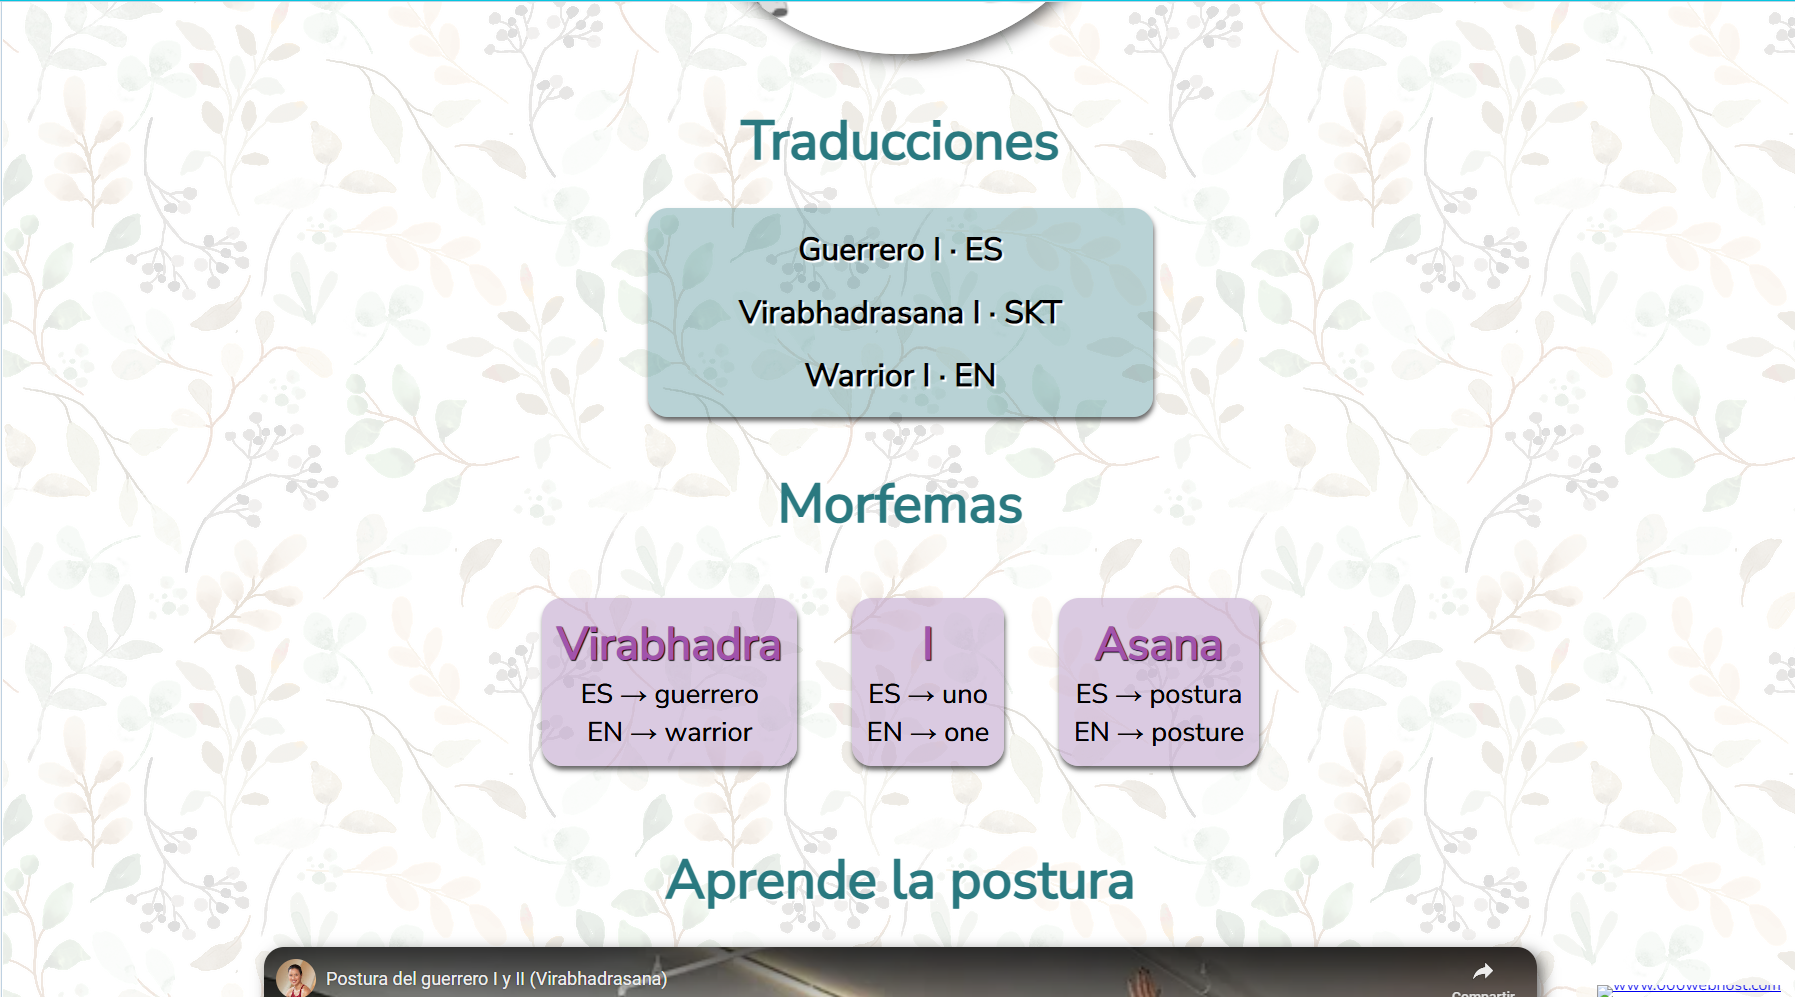 Traducciones
Guerrero I · ES
Virabhadrasana I · SKT
Warrior I · EN
Morfemas
Virabhadra
ES → guerrero
EN → warrior
I
ES → uno
EN → one
Asana
ES → postura
EN → posture
Aprende la postura
Postura del guerrero I y II (Virabhadrasana)
Compartir
www.000webhost.com